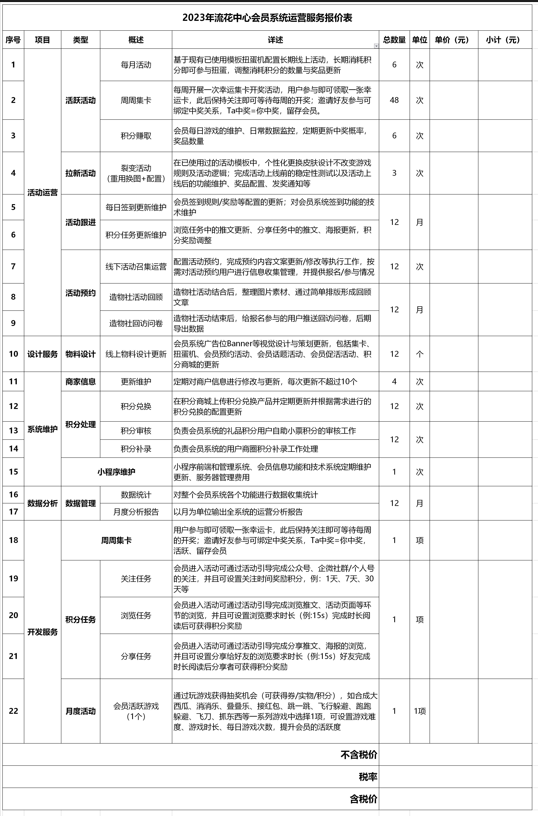 2023年流花中心会员系统运营服务报价表
序号 项目 类型 概述 详述 总数量 单位 单价（元） 小计（元）
活动运营
活跃活动
1 每月活动 基于现有已使用模板扭蛋机配置长期线上活动，长期消耗积
分即可参与扭蛋，调整消耗积分的数量与奖品更新 6 次
2 周周集卡 每周开展一次幸运集卡开奖活动，用户参与即可领取一张幸
运卡，此后保持关注即可等待每周的开奖；邀请好友参与可
绑定中奖关系，Ta中奖=你中奖，留存会员。 48 次
3 积分赚取 会员每日游戏的维护、日常数据监控，定期更新中奖概率，
奖品数量 6 次
拉新活动
4 裂变活动
（重用换图+配置） 在已使用过的活动模板中，个性化更换皮肤设计不改变游戏
规则及活动逻辑；完成活动上线前的稳定性测试以及活动上
线后的功能维护、奖品配置、发奖通知等 3 次
活动跟进
5 每日签到更新维护 会员签到规则/奖励等配置的更新；对会员系统签到功能的技
术维护
12 月
6 积分任务更新维护 浏览任务中的推文更新、分享任务中的推文、海报更新，积
分奖励调整
活动预约
7 线下活动召集运营 配置活动预约，完成预约内容文案更新/修改等执行工作，按
需对活动预约用户进行信息收集管理，并提供报名/参与情况 12 次
8 造物社活动回顾 造物社活动结合后，整理图片素材、通过简单排版形成回顾
文章
12 月
9 造物社回访问卷 造物社活动结束后，给报名参与的用户推送回访问卷，后期
导出数据
10 设计服务 物料设计 线上物料设计更新 会员系统广告位Banner等视觉设计与策划更新，包括集卡、
扭蛋机、会员预约活动、会员话题活动、会员促活活动、积
分商城的更新 12 个
系统维护
11 商家信息 更新维护 定期对商户信息进行修改与更新，每次更新不超过10个 4 次
积分处理
12 积分兑换 在积分商城上传积分兑换产品并定期更新并根据需求进行的
积分兑换的配置更新 12 次
13 积分审核 负责会员系统的礼品积分用户自助小票积分的审核工作
12 次
14 积分补录 负责会员系统的用户商圈积分补录工作处理
15 小程序维护 小程序前端和管理系统、会员信息功能和技术系统定期维护
更新、服务器管理费用 1 次
数据分析 数据管理
16 数据统计 对整个会员系统各个功能进行数据收集统计
12 月
17 月度分析报告 以月为单位输出全系统的运营分析报告
开发服务
18 周周集卡 用户参与即可领取一张幸运卡，此后保持关注即可等待每周
的开奖；邀请好友参与可绑定中奖关系，Ta中奖=你中奖，
活跃、留存会员 1 项
积分任务
19 关注任务 会员进入活动可通过活动引导完成公众号、企微社群/个人号
的关注，并且可设置关注时间奖励积分，例：1天、7天、30
天等
20 浏览任务 会员进入活动可通过活动引导完成浏览推文、活动页面等环
节的浏览，并且可设置浏览要求时长（例:15s）完成时长阅
读后可获得积分奖励
1 项
21 分享任务 会员进入活动可通过活动引导完成分享推文、海报的浏览，
并且可设置分享给好友的浏览要求时长（例:15s）好友完成
时长阅读后分享者可获得积分奖励
22 月度活动 会员活跃游戏
（1个） 通过玩游戏获得抽奖机会（可获得券/实物/积分），如合成大
西瓜、消消乐、叠叠乐、接红包、跳一跳、飞行躲避、跑跑
躲避、飞刀、抓东西等一系列游戏中选择1项，可设置游戏难
度、游戏时长、每日游戏次数，提升会员的活跃度 1 1项
不含税价
税率
含税价